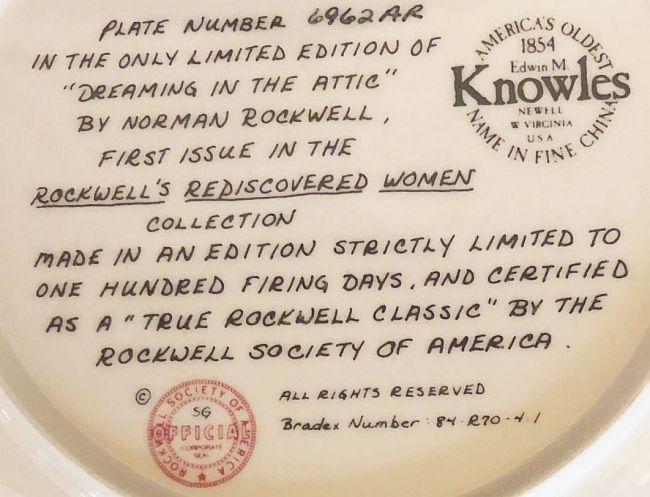 PLATE NUMBER 6962AR
IN THE ONLY LIMITED EDITION OF
"DREAMING IN THE ATTIC"
BY NORMAN ROCKWELL,
FIRST ISSUE IN THE
ROCKWELL'S REDISCOVERED WOMEN
COLLECTION
MADE IN AN EDITION STRICTLY LIMITED TO
ONE HUNDRED FIRING DAYS, AND CERTIFIED
AS A "TRUE ROCKWELL CLASSIC" BY THE
ROCKWELL SOCIETY OF AMERICA.
AMERICA'S OLDEST
1854
Edwin M.
Knowles
NEWELL
W VIRGINIA
USA
NAME IN FINE CHINA
©
ROCKWELL SOCIETY OF AMERICA
SG
OFFICIAL
CORPORATE
SEAL
ALL RIGHTS RESERVED
Bradex Number: 84-R70-4.1